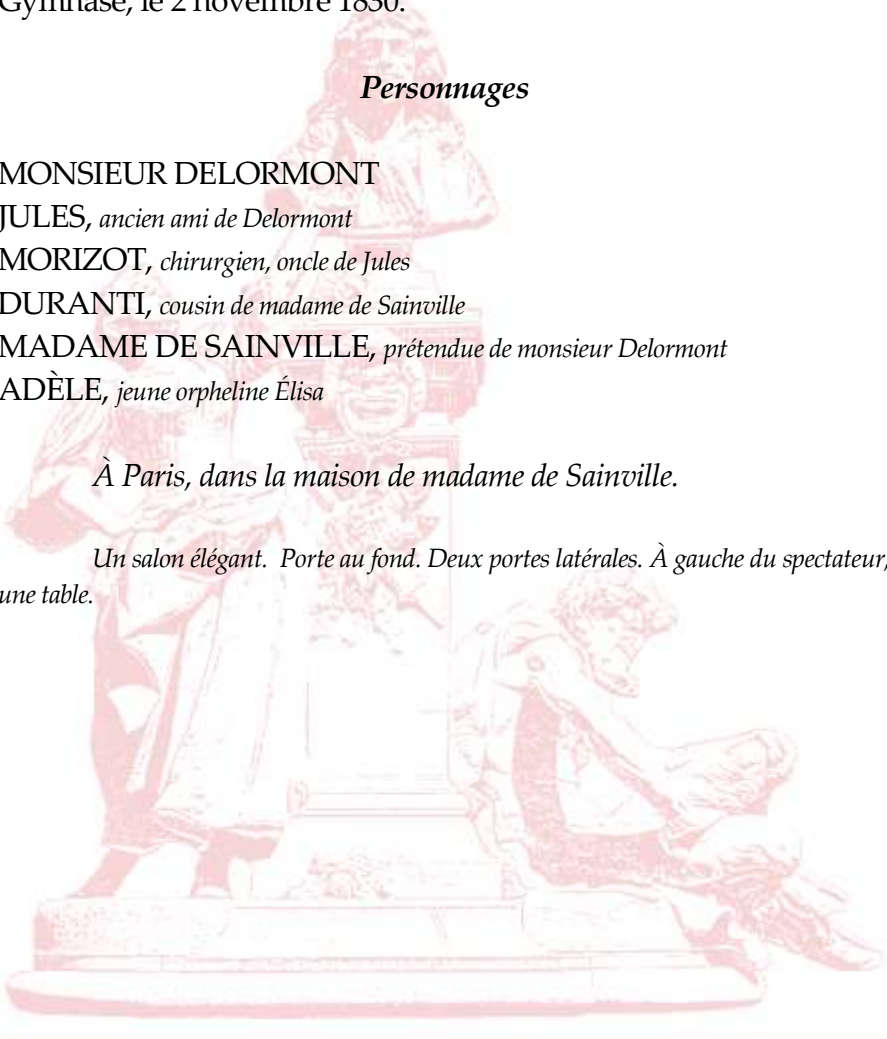 Gymnase, le 2 novembre 1830.
Personnages
MONSIEUR DELORMONT
JULES, ancien ami de Delormont
MORIZOT, chirurgien, oncle de Jules
DURANTI, cousin de madame de Sainville
MADAME DE SAINVILLE, prétendue de monsieur Delormont
ADÈLE, jeune orpheline Élisa
À Paris, dans la maison de madame de Sainville.
Un salon élégant. Porte au fond. Deux portes latérales. À gauche du spectateur,
une table.